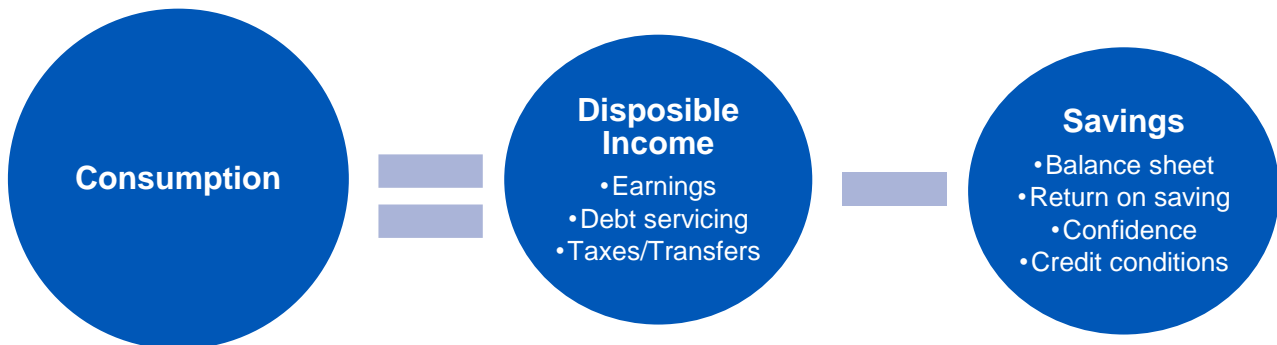 Consumption
Disposible
Income
•Earnings
•Debt servicing
•Taxes/Transfers
Savings
•Balance sheet
•Return on saving
•Confidence
•Credit conditions